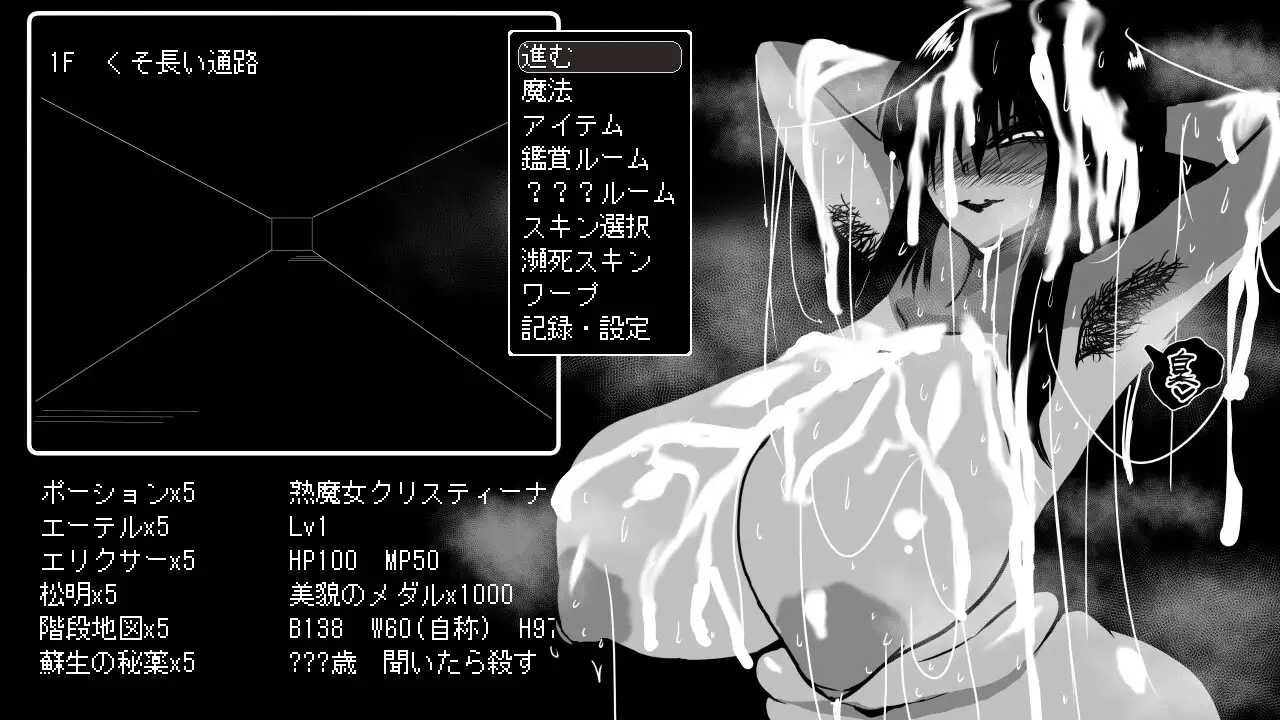 1F　くそ長い通路
進む
魔法
アイテム
鑑賞ルーム
？？？ルーム
スキン選択
瀕死スキン
ワープ
記録・設定
臭
ポーションx5
エーテルx5
エリクサーx5
松明x5
階段地図x5
蘇生の秘薬x5
熟魔女クリスティーナ
Lv1
HP100　MP50
美貌のメダルx1000
B138　W60(自称)　H97
???歳　聞いたら殺す